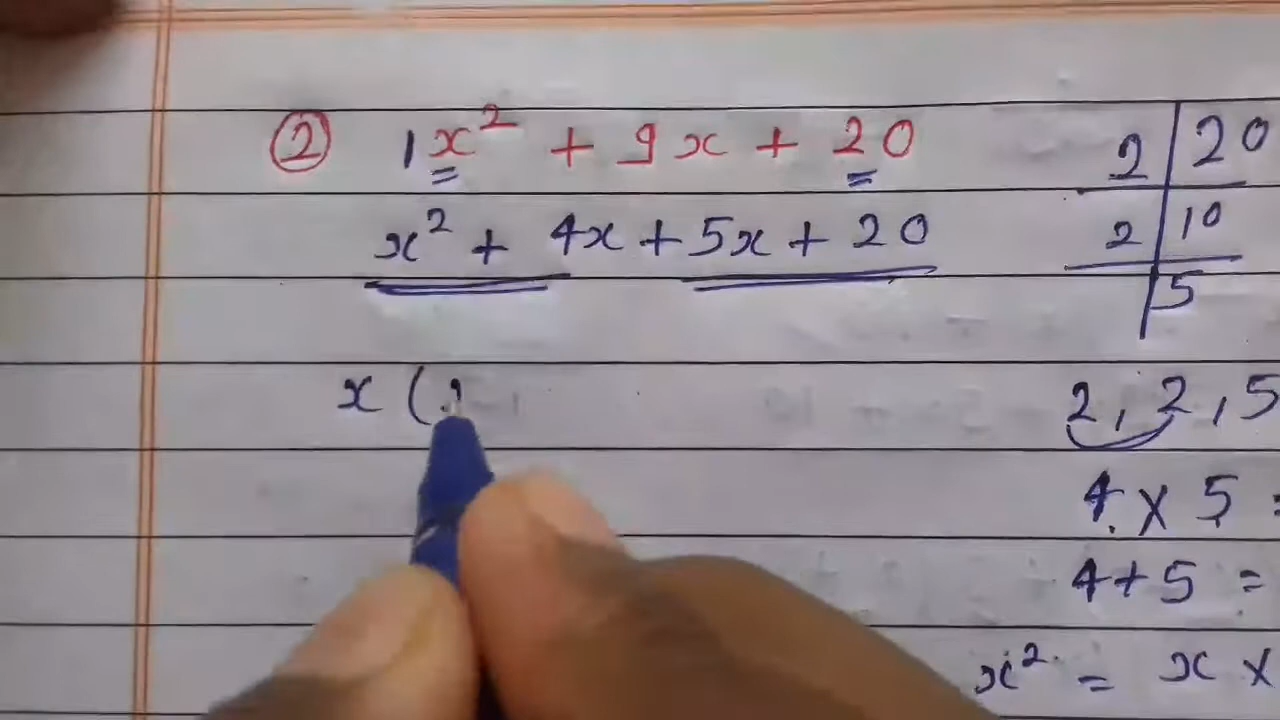 ② 1x² + 9x + 20
x² + 4x + 5x + 20
x (
2 | 20
2 | 10
5
2, 2, 5
4 x 5
4 + 5 =
x² = x x